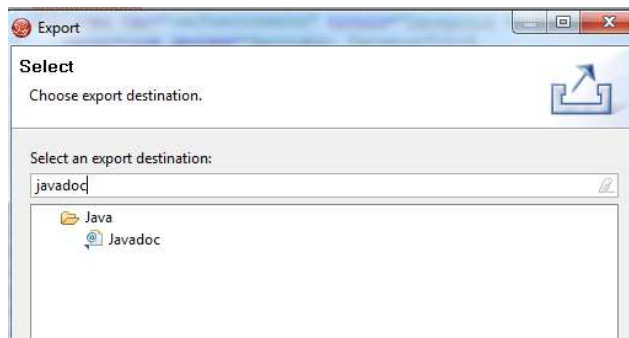 Export
Select
Choose export destination.
Select an export destination:
javadoc
Java
Javadoc